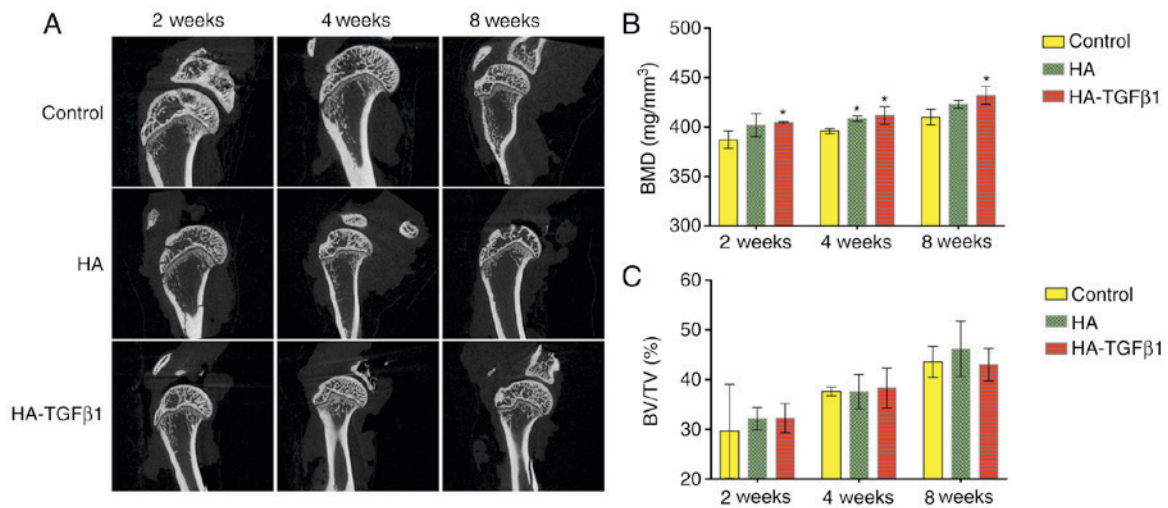 A
2 weeks
4 weeks
8 weeks
Control
HA
HA-TGFβ1
B
BMD (mg/mm³)
500
450
400
350
300
*
*
*
*
2 weeks
4 weeks
8 weeks
Control
HA
HA-TGFβ1
C
BV/TV (%)
60
50
40
30
20
2 weeks
4 weeks
8 weeks
Control
HA
HA-TGFβ1